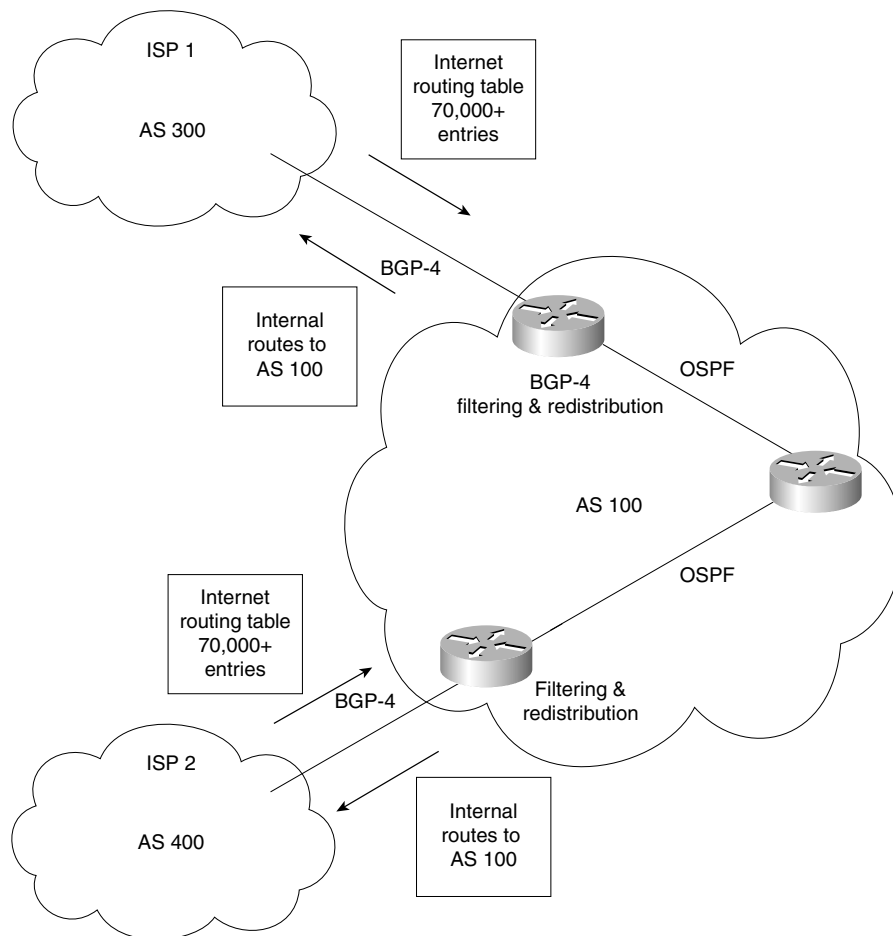 ISP 1
AS 300
Internet
routing table
70,000+
entries
BGP-4
Internal
routes to
AS 100
OSPF
BGP-4
filtering & redistribution
AS 100
OSPF
Internet
routing table
70,000+
entries
BGP-4
Filtering &
redistribution
ISP 2
AS 400
Internal
routes to
AS 100